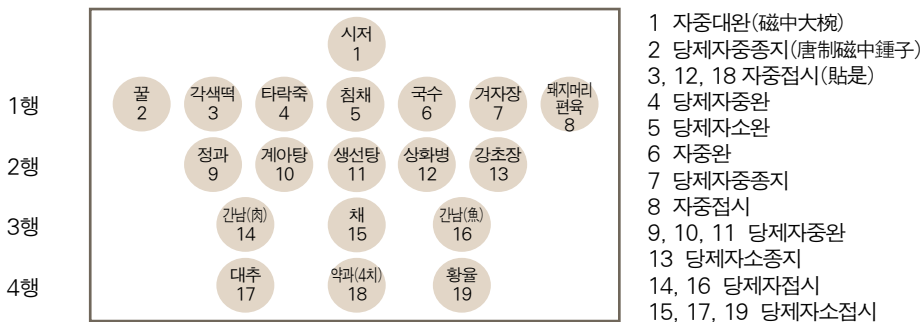 시저
1
1행
꿀
2
각색떡
3
타락죽
4
침채
5
국수
6
겨자장
7
돼지머리
편육
8
2행
정과
9
계아탕
10
생선탕
11
상화병
12
강초장
13
3행
간남(肉)
14
채
15
간남(魚)
16
4행
대추
17
약과(4치)
18
황율
19
1 자중대완(磁中大椀)
2 당제자중종지(唐制磁中鍾子)
3, 12, 18 자중접시(貼是)
4 당제자중완
5 당제자소완
6 자중완
7 당제자중종지
8 자중접시
9, 10, 11 당제자중완
13 당제자소종지
14, 16 당제자접시
15, 17, 19 당제자소접시